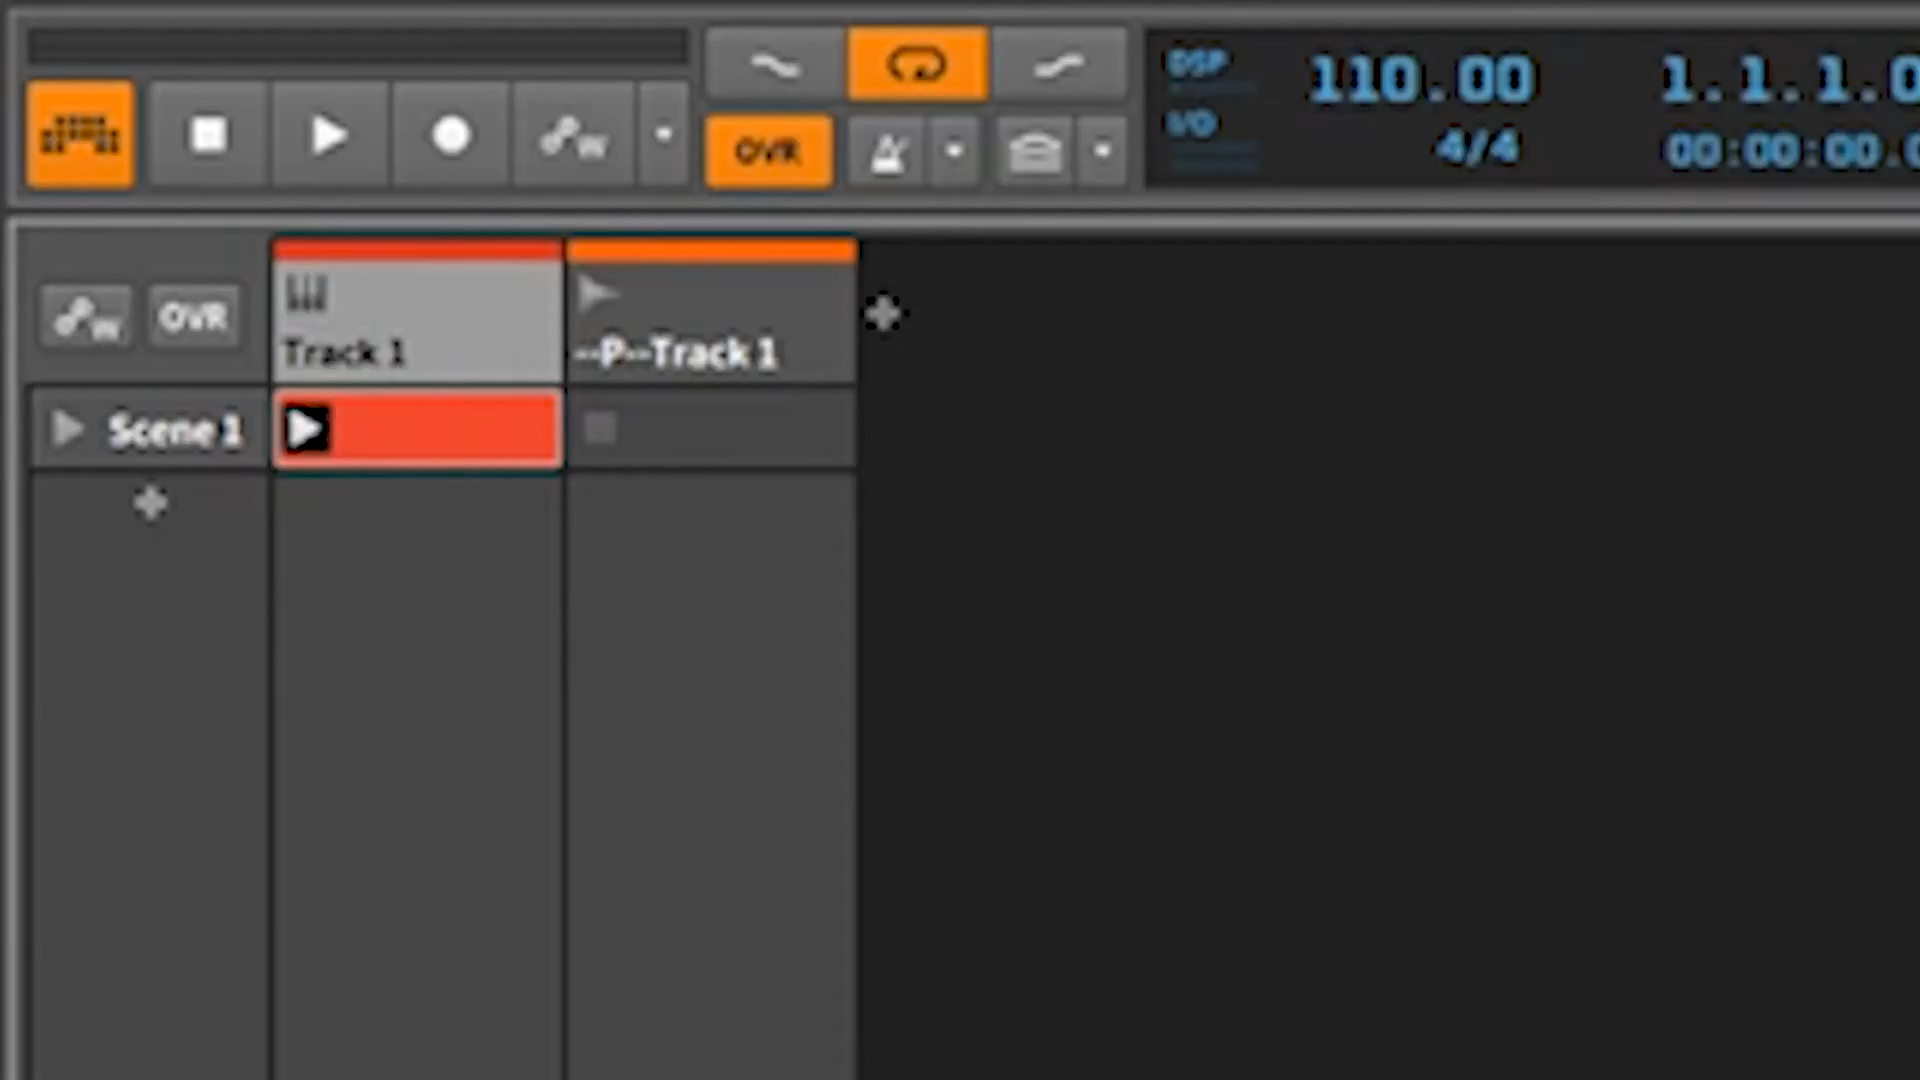 DSP
110.00
1.1.1.0
I/O
4/4
00:00:00.0
OVR
OVR
Track 1
--P--Track 1
Scene 1